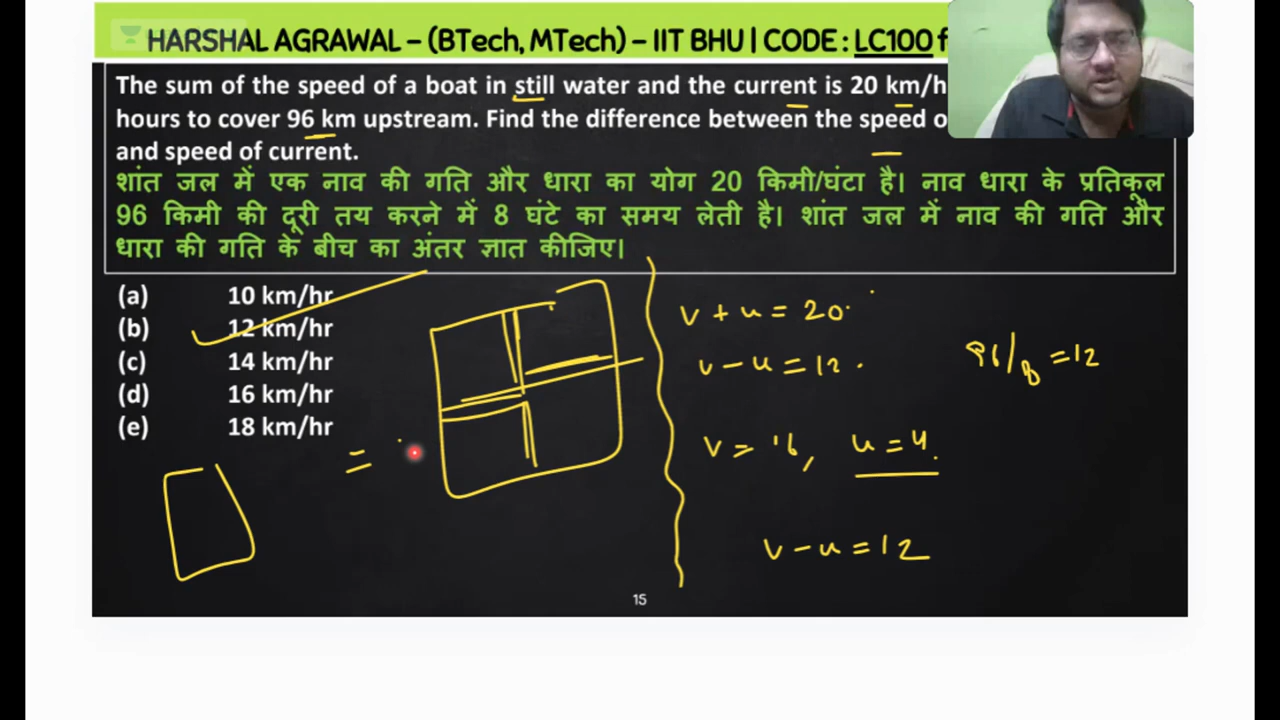 HARSHAL AGRAWAL – (BTech, MTech) – IIT BHU | CODE : LC100 f
The sum of the speed of a boat in still water and the current is 20 km/h
hours to cover 96 km upstream. Find the difference between the speed o
and speed of current.
शांत जल में एक नाव की गति और धारा का योग 20 किमी/घंटा है। नाव धारा के प्रतिकूल
96 किमी की दूरी तय करने में 8 घंटे का समय लेती है। शांत जल में नाव की गति और
धारा की गति के बीच का अंतर ज्ञात कीजिए।
(a) 10 km/hr
(b) 12 km/hr
(c) 14 km/hr
(d) 16 km/hr
(e) 18 km/hr
=
v + u = 20
v - u = 12
96/8 = 12
v = 16, u = 4
v - u = 12
15